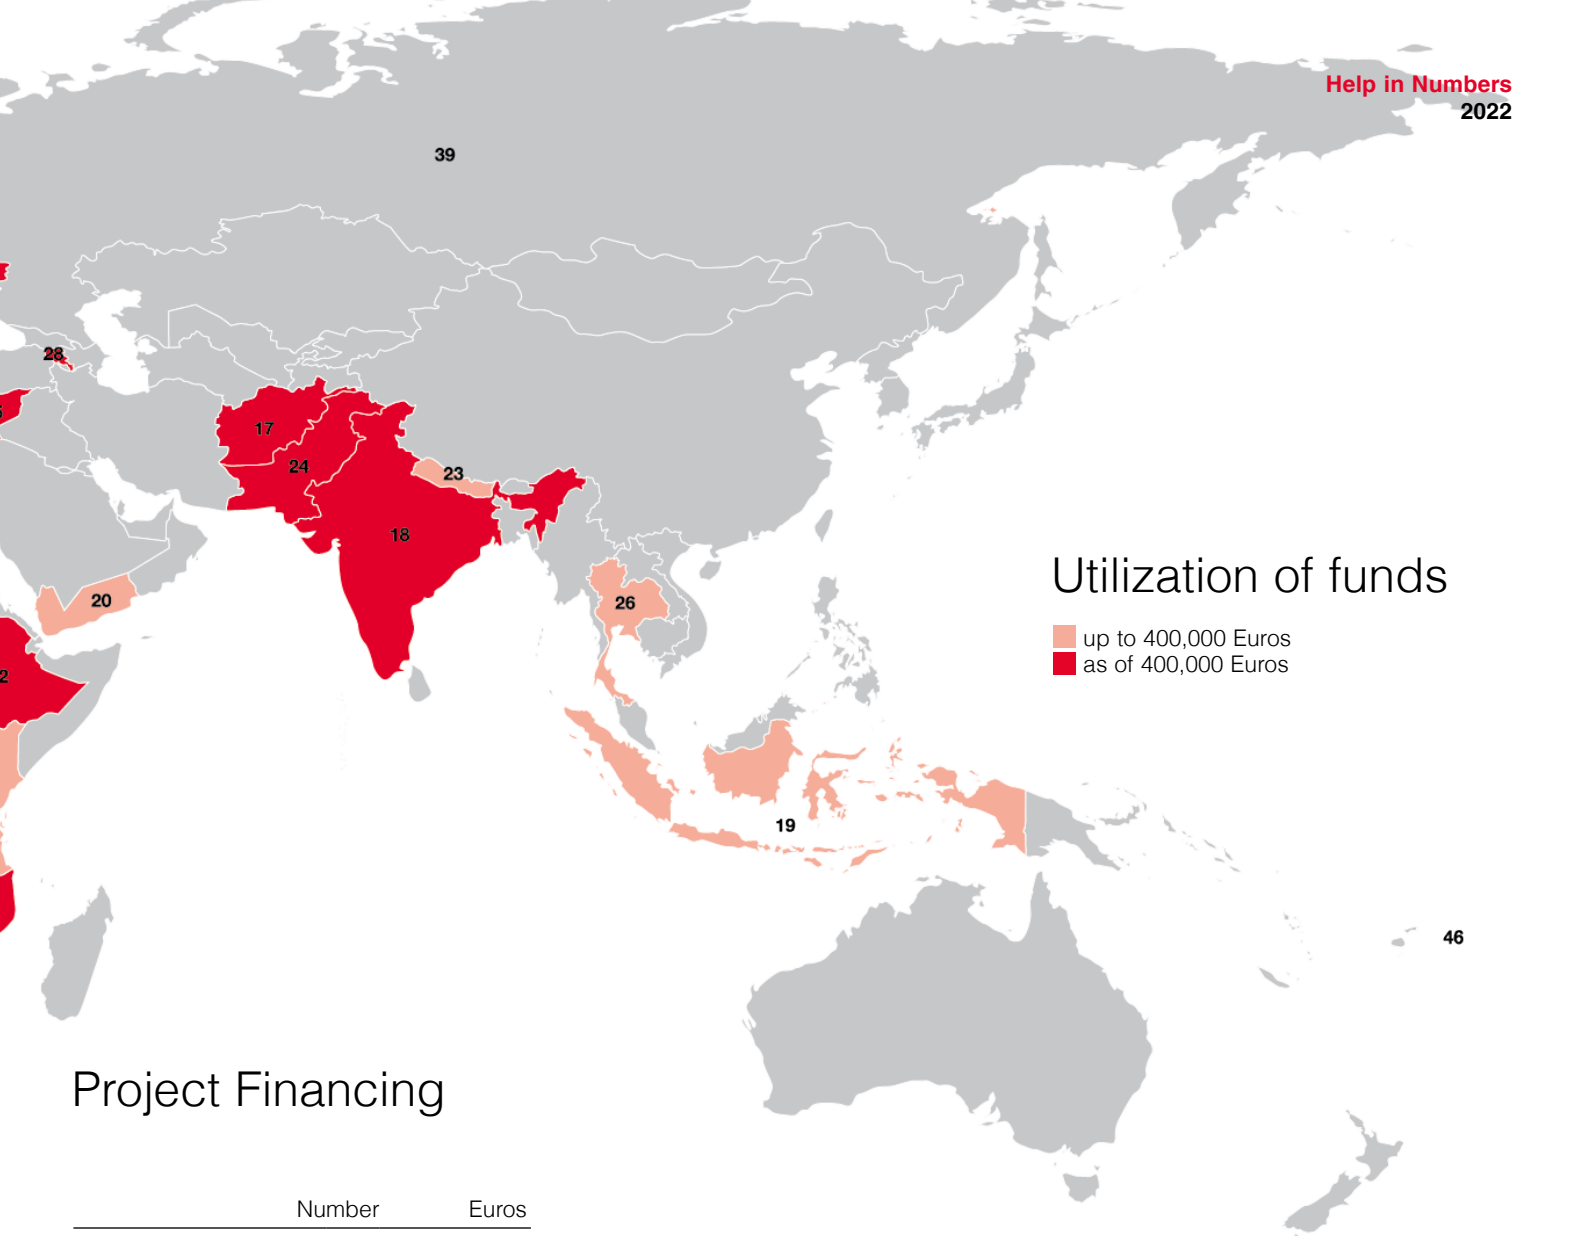 Help in Numbers
2022
39
28
17
24
23
18
20
26
2
19
46
Utilization of funds
up to 400,000 Euros
as of 400,000 Euros
Project Financing
Number Euros